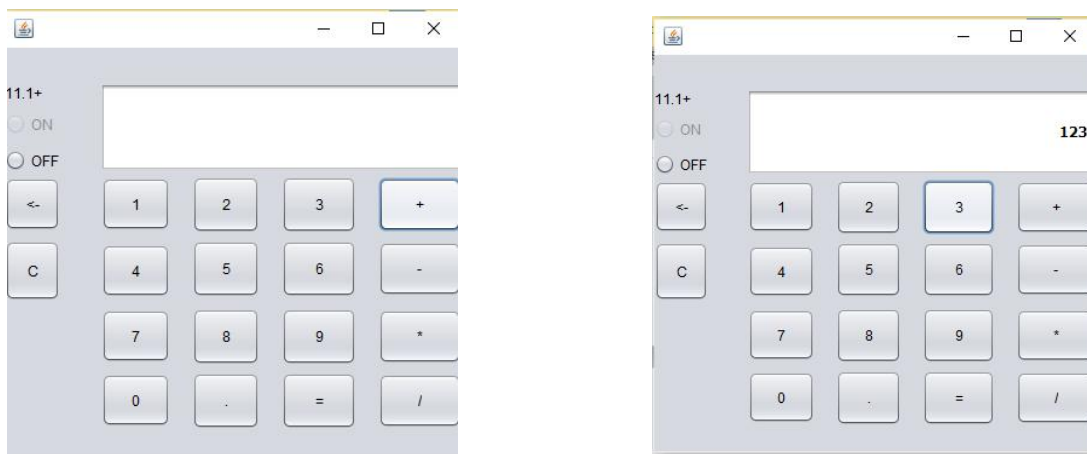 11.1+
ON
OFF
<- 1 2 3 +
C 4 5 6 -
7 8 9 *
0 . = /
11.1+
123
ON
OFF
<- 1 2 3 +
C 4 5 6 -
7 8 9 *
0 . = /